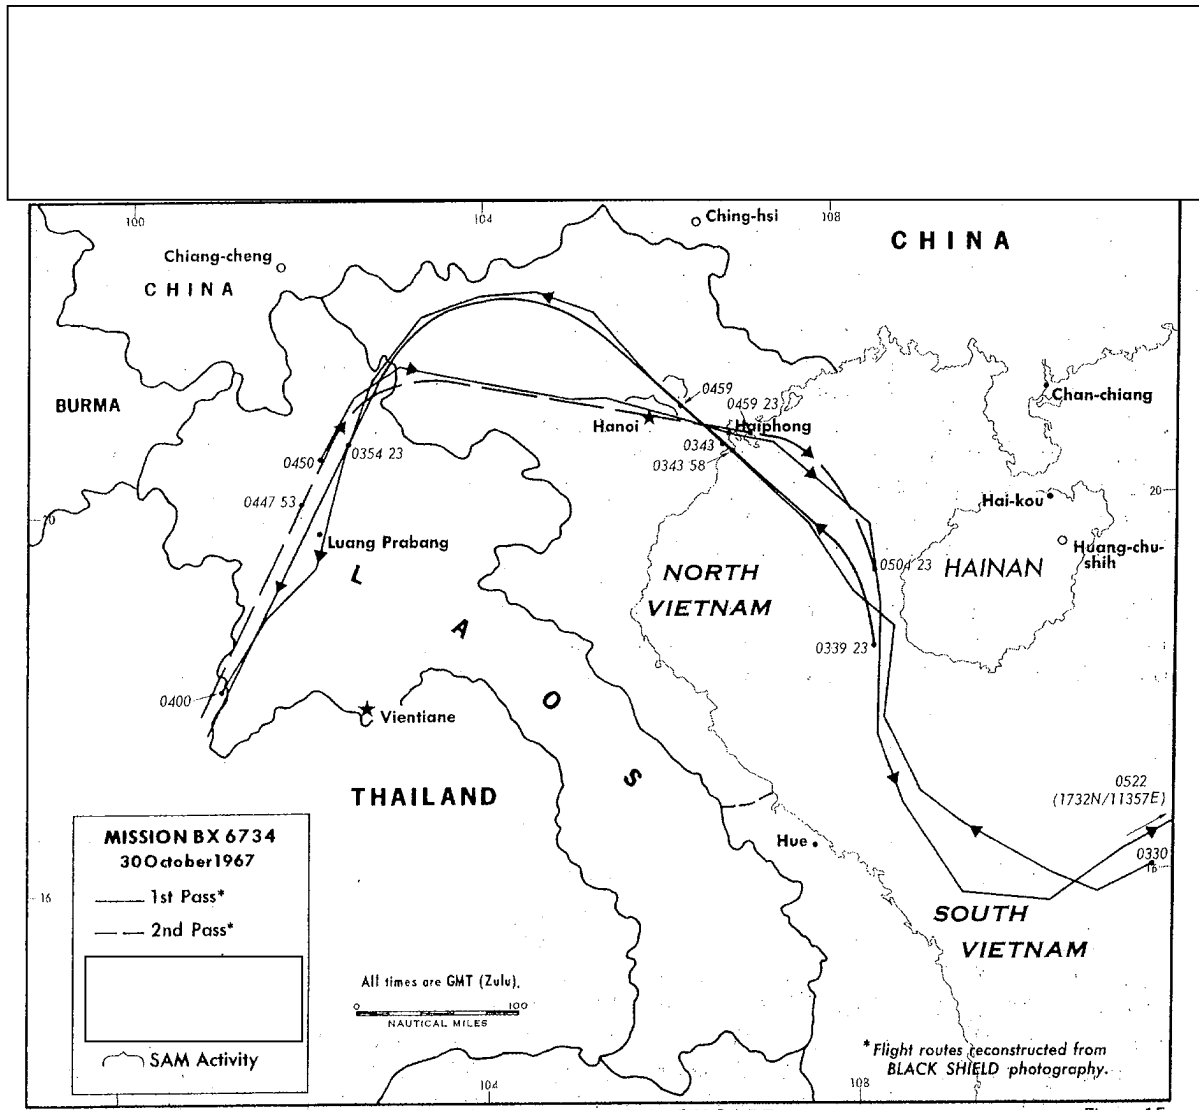 100
104
108
Ching-hsi
CHINA
Chiang-cheng
CHINA
BURMA
Chan-chiang
0459
0459 23
Hanoi
Haiphong
0343
0343 58
0450
0354 23
0447 53
20
Hai-kou
Luang Prabang
Huang-chu-
shih
HAINAN
NORTH
VIETNAM
0504 23
0339 23
L
A
O
S
0400
Vientiane
THAILAND
0522
(1732N/11357E)
0330
Hue
16
16
SOUTH
VIETNAM
MISSION BX 6734
30 October 1967
1st Pass*
2nd Pass*
SAM Activity
All times are GMT (Zulu).
0 100
NAUTICAL MILES
*Flight routes reconstructed from
BLACK SHIELD photography.
104
108